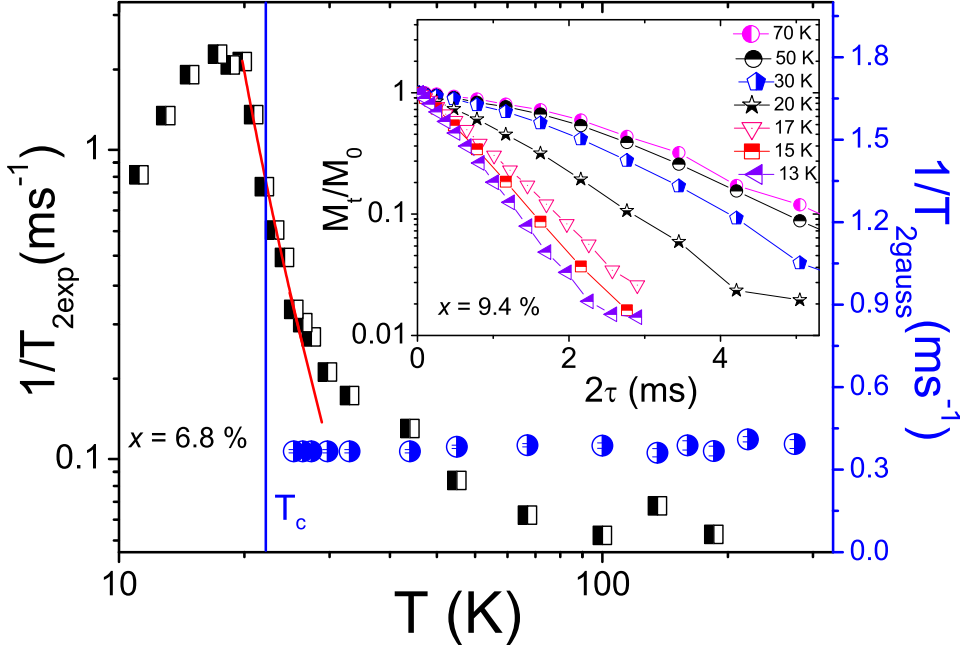 1/T2exp(ms-1)
2
1
0.1
10
100
T (K)
x = 6.8 %
Tc
1/T2gauss(ms-1)
1.8
1.5
1.2
0.9
0.6
0.3
0.0
Mt/M0
1
0.1
0.01
0
2
4
2τ (ms)
x = 9.4 %
70 K
50 K
30 K
20 K
17 K
15 K
13 K